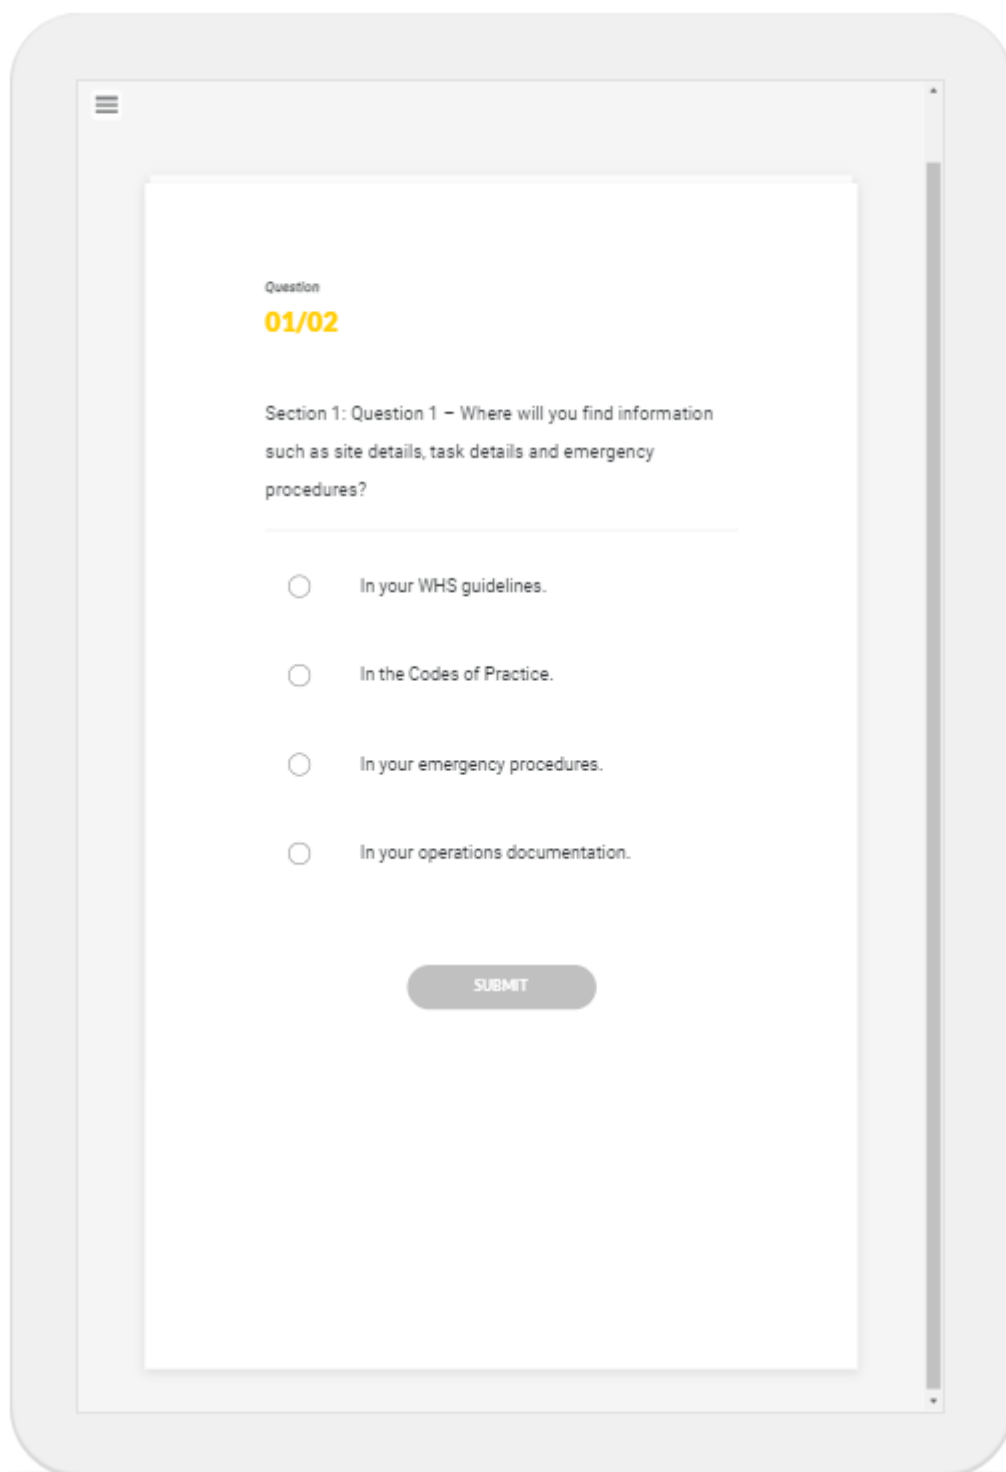 Question
01/02
Section 1: Question 1 – Where will you find information
such as site details, task details and emergency
procedures?
In your WHS guidelines.
In the Codes of Practice.
In your emergency procedures.
In your operations documentation.
SUBMIT